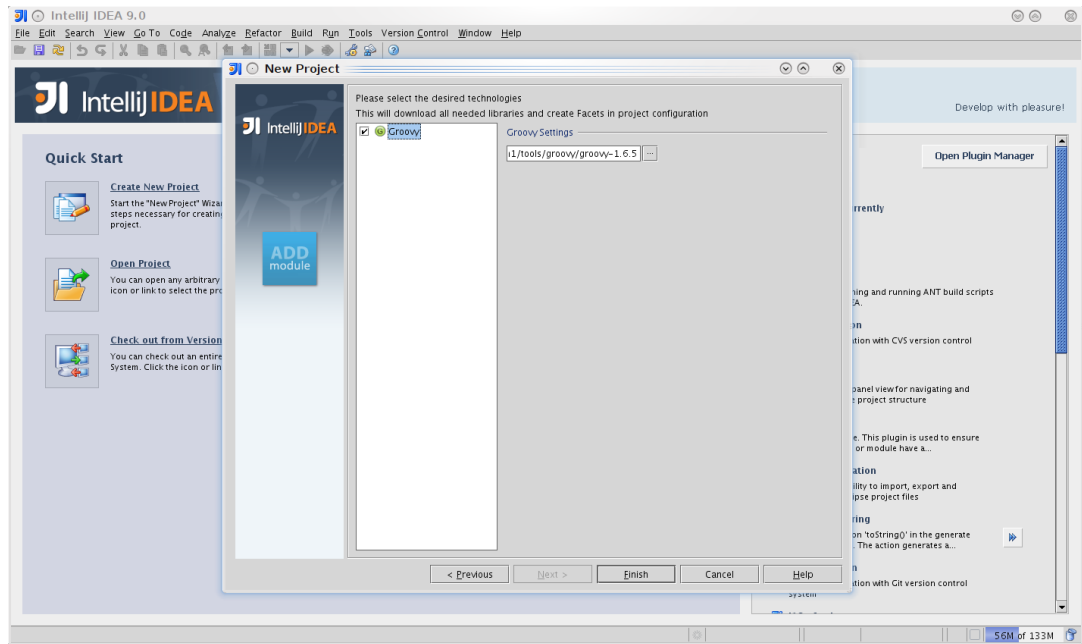 IntelliJ IDEA 9.0
File Edit Search View Go To Code Analyze Refactor Build Run Tools Version Control Window Help
New Project
IntelliJ IDEA
Develop with pleasure!
IntelliJ IDEA
ADD
module
Please select the desired technologies
This will download all needed libraries and create Facets in project configuration
Groovy
Groovy Settings
1/tools/groovy/groovy-1.6.5
...
Quick Start
Create New Project
Start the "New Project" Wiza
steps necessary for creating
project.
Open Project
You can open any arbitrary
icon or link to select the pro
Check out from Version
You can check out an entire
System. Click the icon or lin
Open Plugin Manager
rrently
ning and running ANT build scripts
EA.
on
ation with CVS version control
panel view for navigating and
e project structure
e. This plugin is used to ensure
or module have a...
ation
ility to import, export and
ipse project files
ring
on 'toString()' in the generate
. The action generates a...
n
ation with Git version control
system
< Previous
Next >
Finish
Cancel
Help
56M of 133M